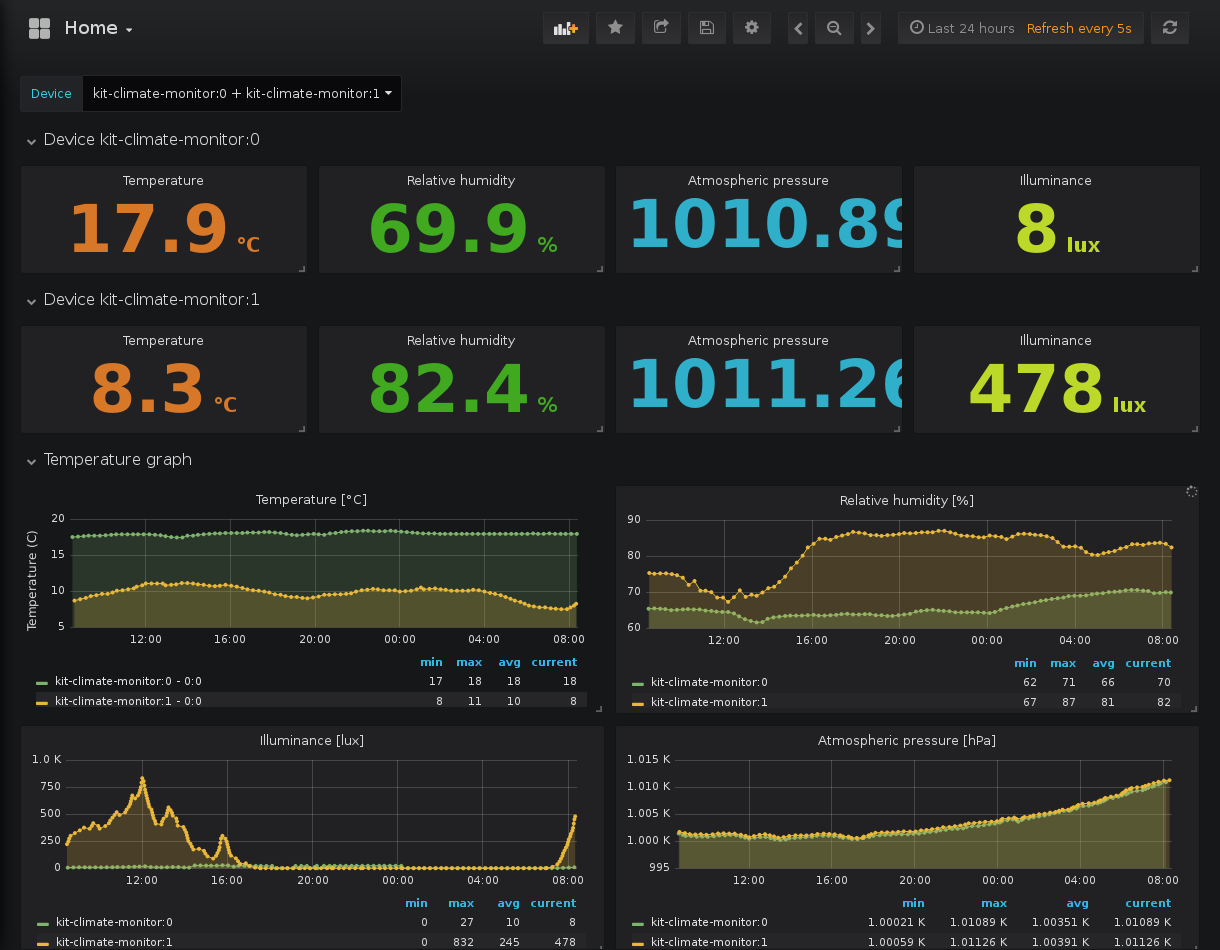 Home
Last 24 hours Refresh every 5s
Device kit-climate-monitor:0 + kit-climate-monitor:1
Device kit-climate-monitor:0
Temperature Relative humidity Atmospheric pressure Illuminance
17.9 °C 69.9 % 1010.89 8 lux
Device kit-climate-monitor:1
Temperature Relative humidity Atmospheric pressure Illuminance
8.3 °C 82.4 % 1011.26 478 lux
Temperature graph
Temperature [°C]
Temperature (C)
20
15
10
5
12:00 16:00 20:00 00:00 04:00 08:00
min max avg current
kit-climate-monitor:0 - 0:0 17 18 18 18
kit-climate-monitor:1 - 0:0 8 11 10 8
Relative humidity [%]
90
80
70
60
12:00 16:00 20:00 00:00 04:00 08:00
min max avg current
kit-climate-monitor:0 62 71 66 70
kit-climate-monitor:1 67 87 81 82
Illuminance [lux]
1.0 K
750
500
250
0
12:00 16:00 20:00 00:00 04:00 08:00
min max avg current
kit-climate-monitor:0 0 27 10 8
kit-climate-monitor:1 0 832 245 478
Atmospheric pressure [hPa]
1.015 K
1.010 K
1.005 K
1.000 K
995
12:00 16:00 20:00 00:00 04:00 08:00
min max avg current
kit-climate-monitor:0 1.00021 K 1.01089 K 1.00351 K 1.01089 K
kit-climate-monitor:1 1.00059 K 1.01126 K 1.00391 K 1.01126 K